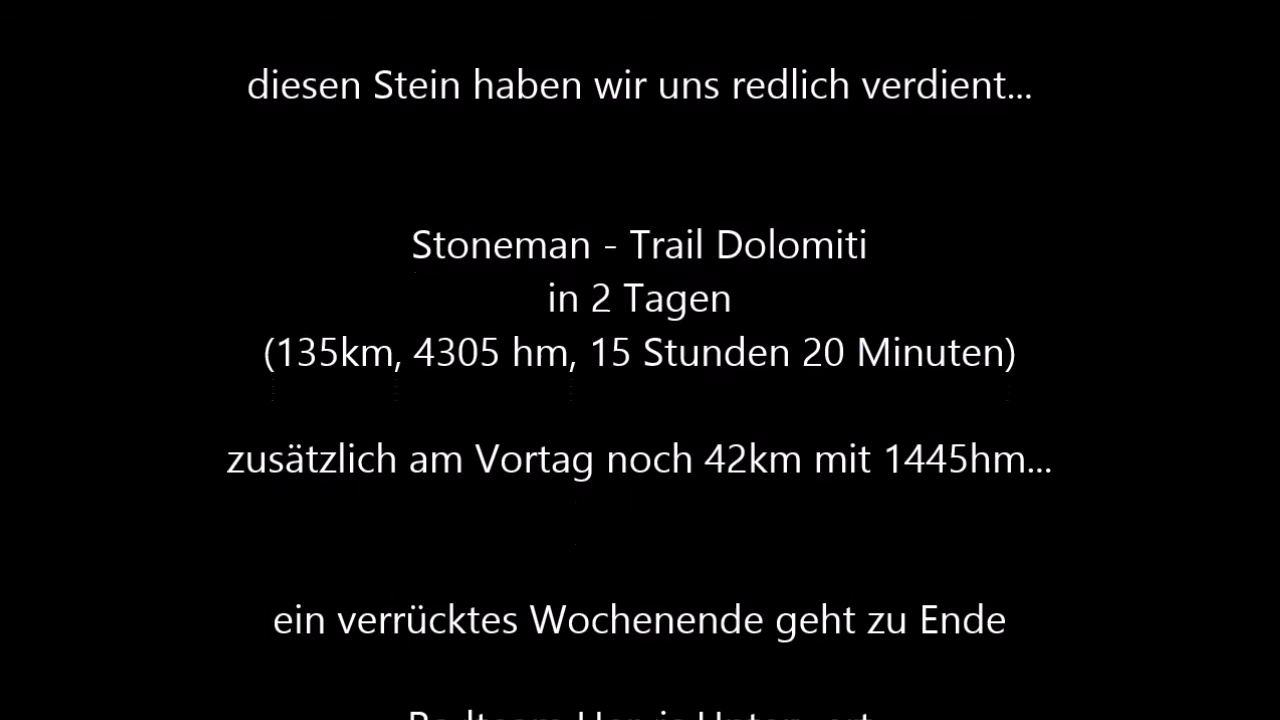 diesen Stein haben wir uns redlich verdient...
Stoneman - Trail Dolomiti
in 2 Tagen
(135km, 4305 hm, 15 Stunden 20 Minuten)
zusätzlich am Vortag noch 42km mit 1445hm...
ein verrücktes Wochenende geht zu Ende